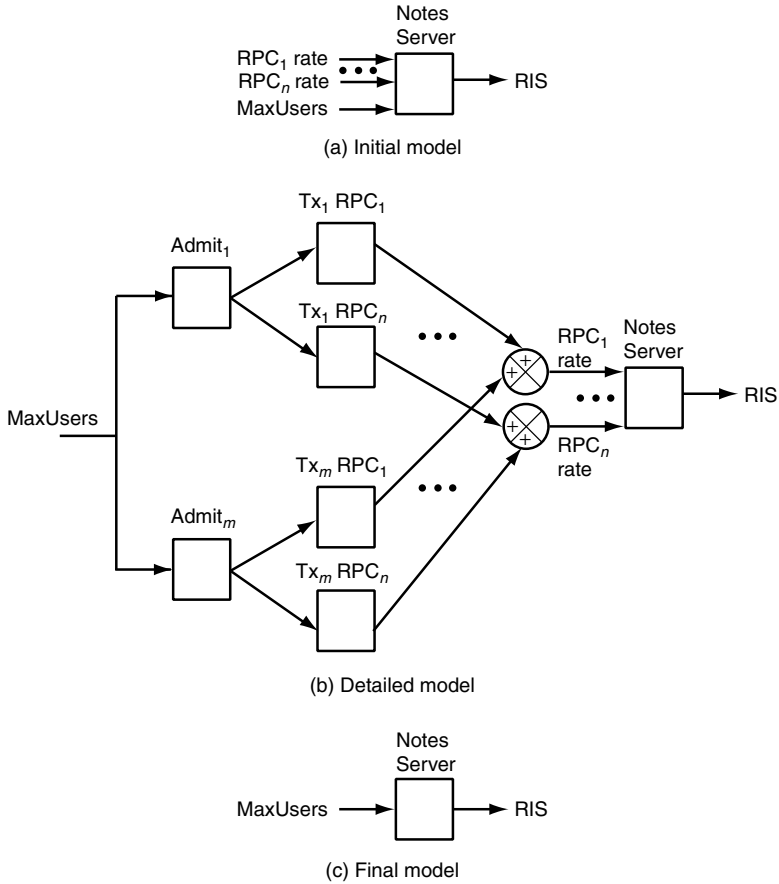 Notes
Server
RPC1 rate
RPCn rate
MaxUsers
RIS
(a) Initial model
Tx1 RPC1
Admit1
Tx1 RPCn
+
+
RPC1
rate
Notes
Server
RIS
MaxUsers
+
+
RPCn
rate
Txm RPC1
Admitm
Txm RPCn
(b) Detailed model
Notes
Server
MaxUsers
RIS
(c) Final model